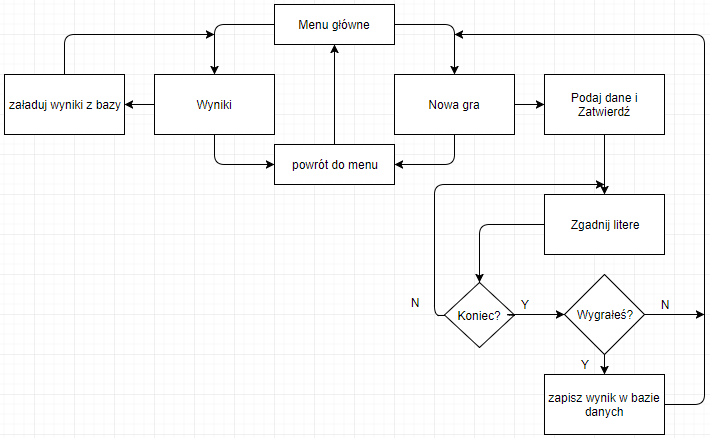 Menu główne
załaduj wyniki z bazy
Wyniki
Nowa gra
Podaj dane i
Zatwierdź
powrót do menu
Zgadnij litere
N
Koniec?
Y
Wygrałeś?
N
Y
zapisz wynik w bazie
danych